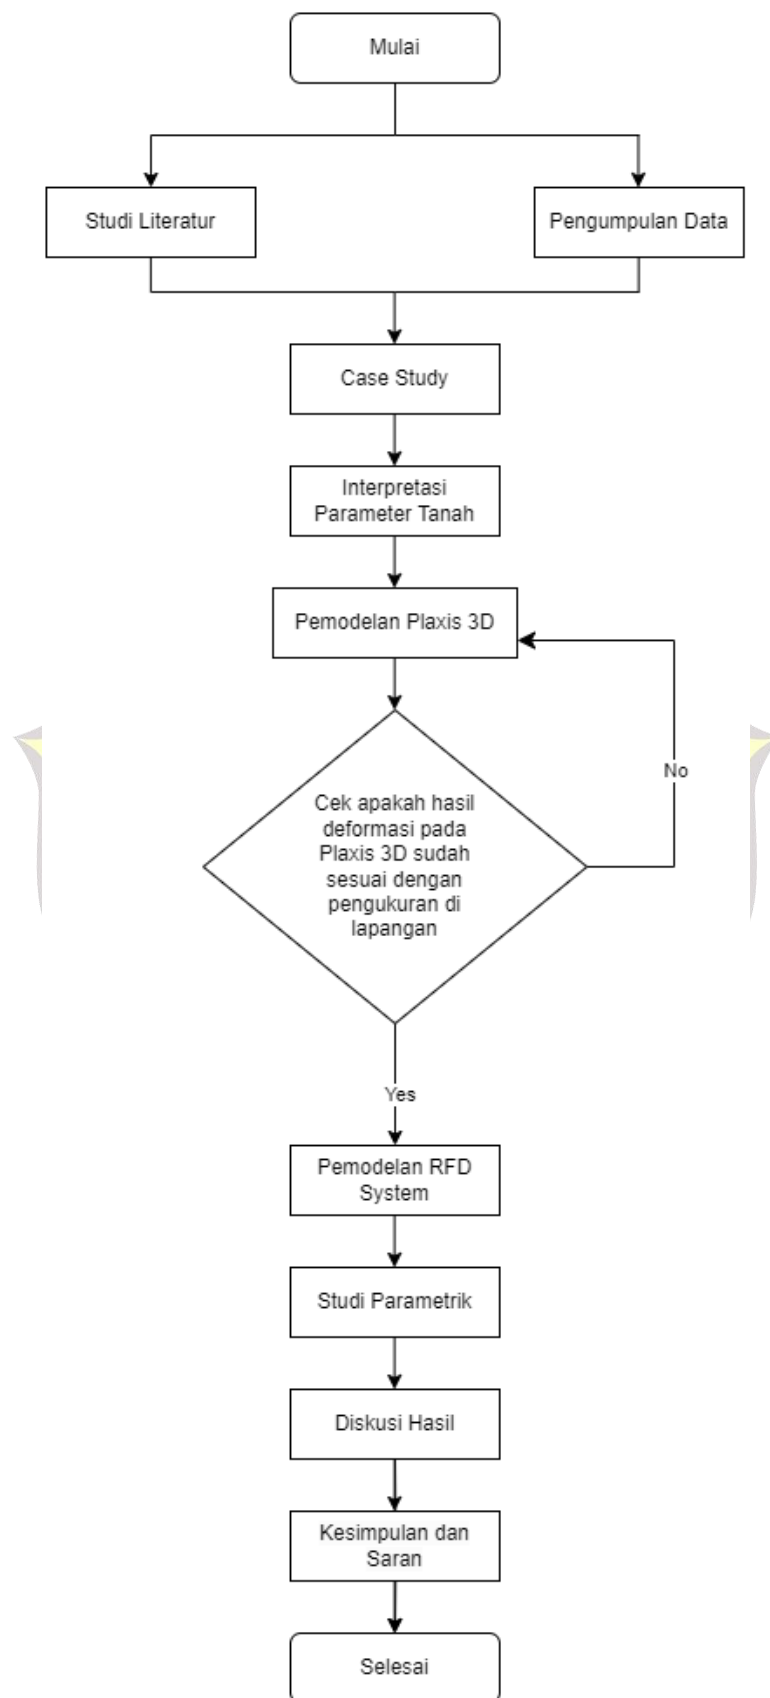 Mulai
Studi Literatur
Pengumpulan Data
Case Study
Interpretasi
Parameter Tanah
Pemodelan Plaxis 3D
Cek apakah hasil
deformasi pada
Plaxis 3D sudah
sesuai dengan
pengukuran di
lapangan
No
Yes
Pemodelan RFD
System
Studi Parametrik
Diskusi Hasil
Kesimpulan dan
Saran
Selesai